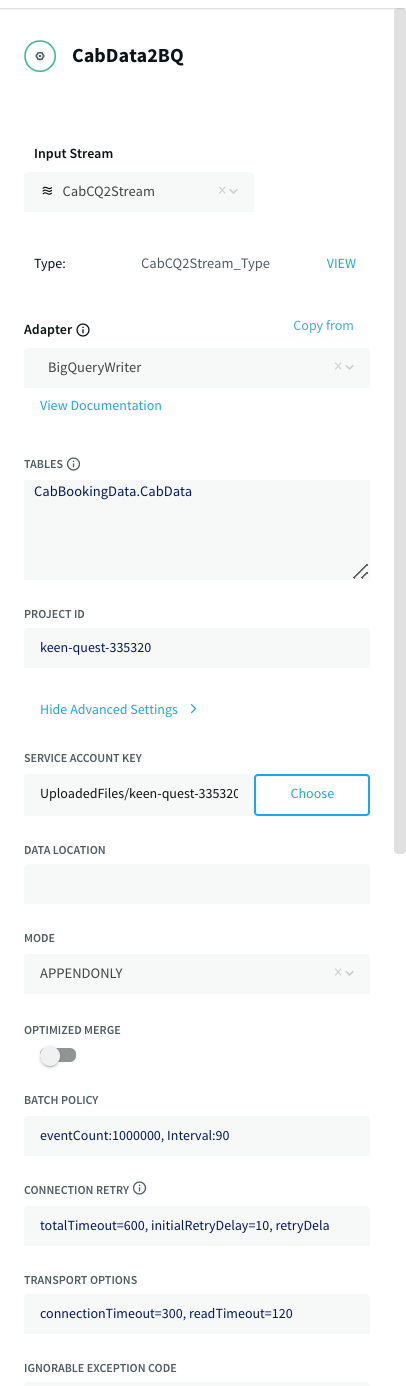 CabData2BQ
Input Stream
CabCQ2Stream
Type: CabCQ2Stream_Type VIEW
Adapter Copy from
BigQueryWriter
View Documentation
TABLES
CabBookingData.CabData
PROJECT ID
keen-quest-335320
Hide Advanced Settings
SERVICE ACCOUNT KEY
UploadedFiles/keen-quest-335320 Choose
DATA LOCATION
MODE
APPENDONLY
OPTIMIZED MERGE
BATCH POLICY
eventCount:1000000, Interval:90
CONNECTION RETRY
totalTimeout=600, initialRetryDelay=10, retryDela
TRANSPORT OPTIONS
connectionTimeout=300, readTimeout=120
IGNORABLE EXCEPTION CODE